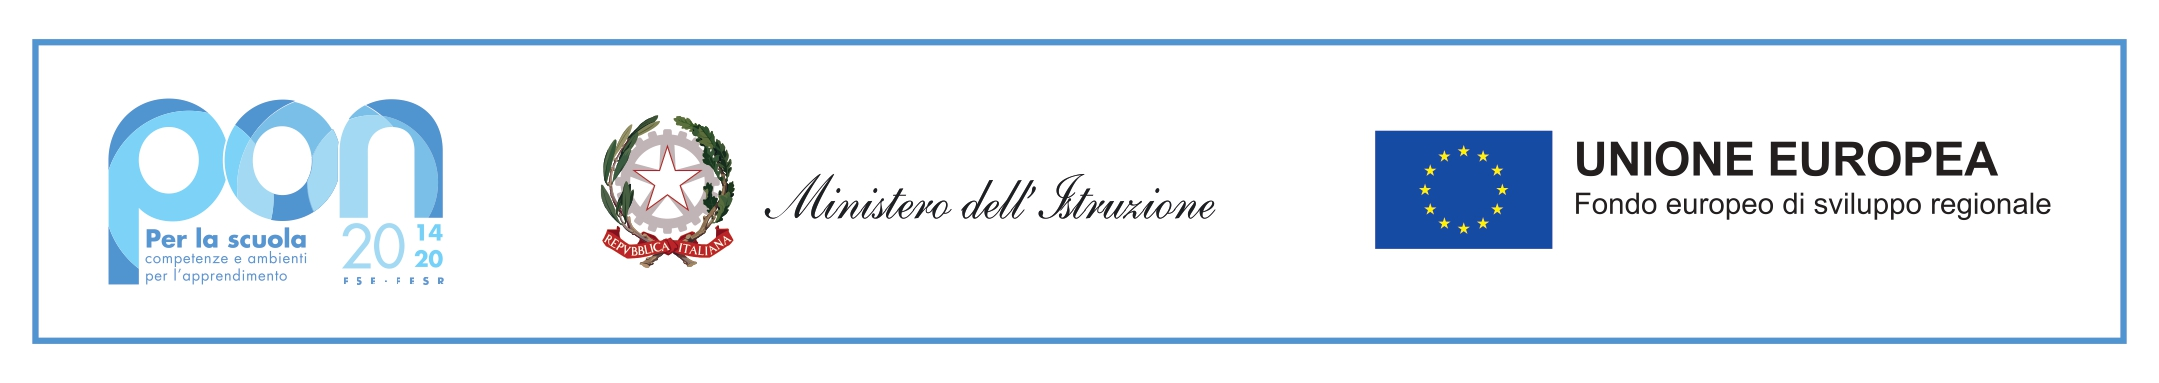 pon
Per la scuola
competenze e ambienti
per l'apprendimento
20 14
20
FSE-FESR
REPVBBLICA ITALIANA
Ministero dell'Istruzione
UNIONE EUROPEA
Fondo europeo di sviluppo regionale